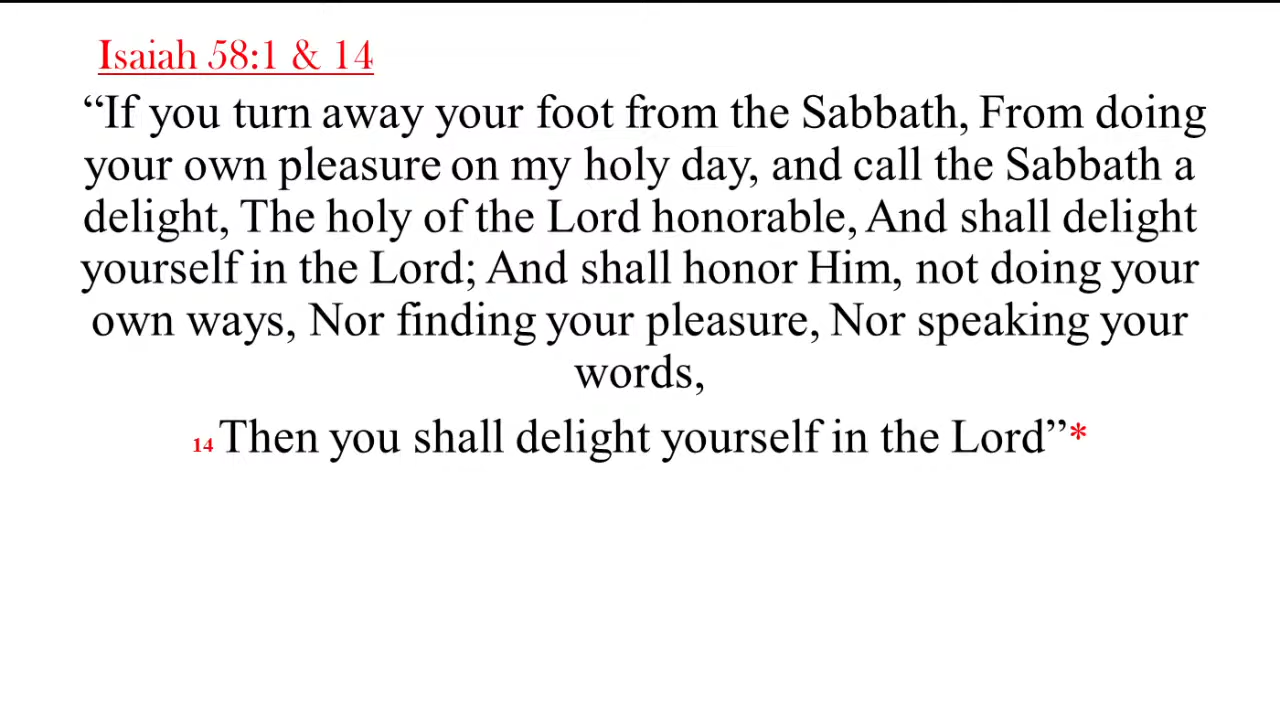 Isaiah 58:1 & 14
“If you turn away your foot from the Sabbath, From doing
your own pleasure on my holy day, and call the Sabbath a
delight, The holy of the Lord honorable, And shall delight
yourself in the Lord; And shall honor Him, not doing your
own ways, Nor finding your pleasure, Nor speaking your
words,
14 Then you shall delight yourself in the Lord”*